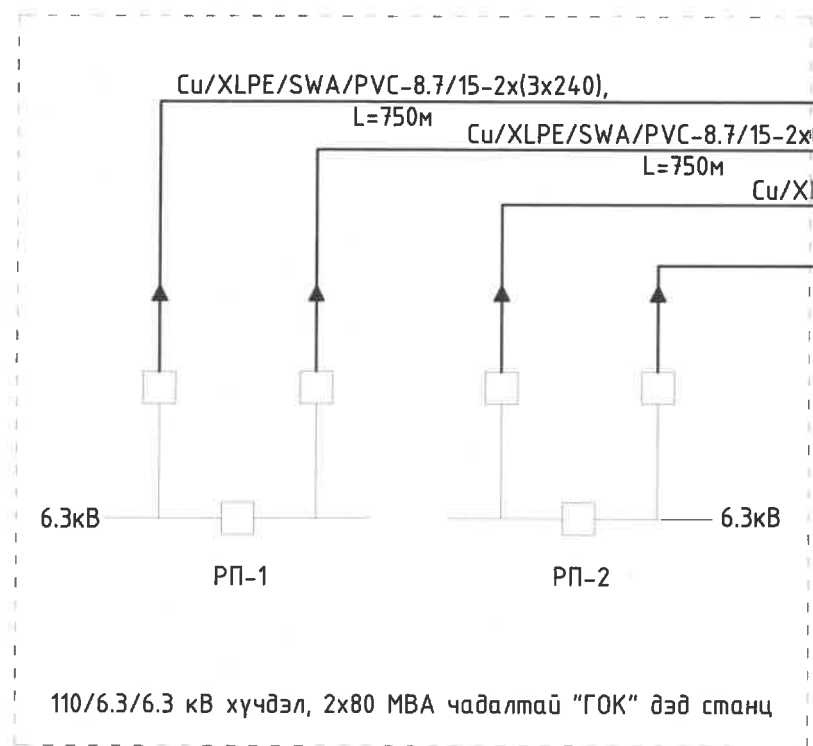 Cu/XLPE/SWA/PVC-8.7/15-2x(3x240),
L=750м
Cu/XLPE/SWA/PVC-8.7/15-2x
L=750м
Cu/X
6.3кВ
6.3кВ
РП-1
РП-2
110/6.3/6.3 кВ хүчдэл, 2x80 МВА чадалтай "ГОК" дэд станц